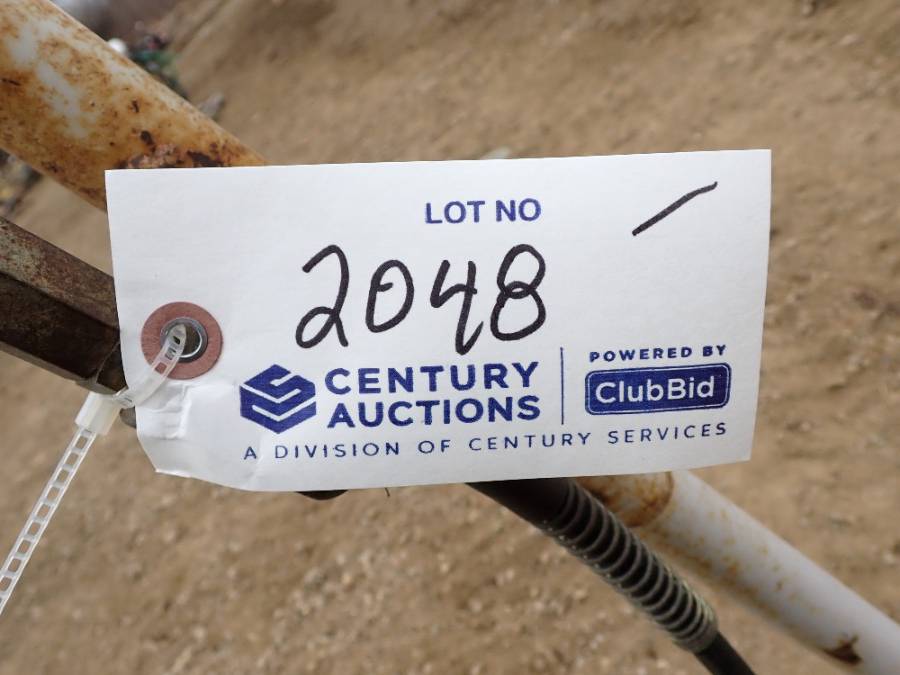 LOT NO
2048
CENTURY
AUCTIONS
POWERED BY
ClubBid
A DIVISION OF CENTURY SERVICES